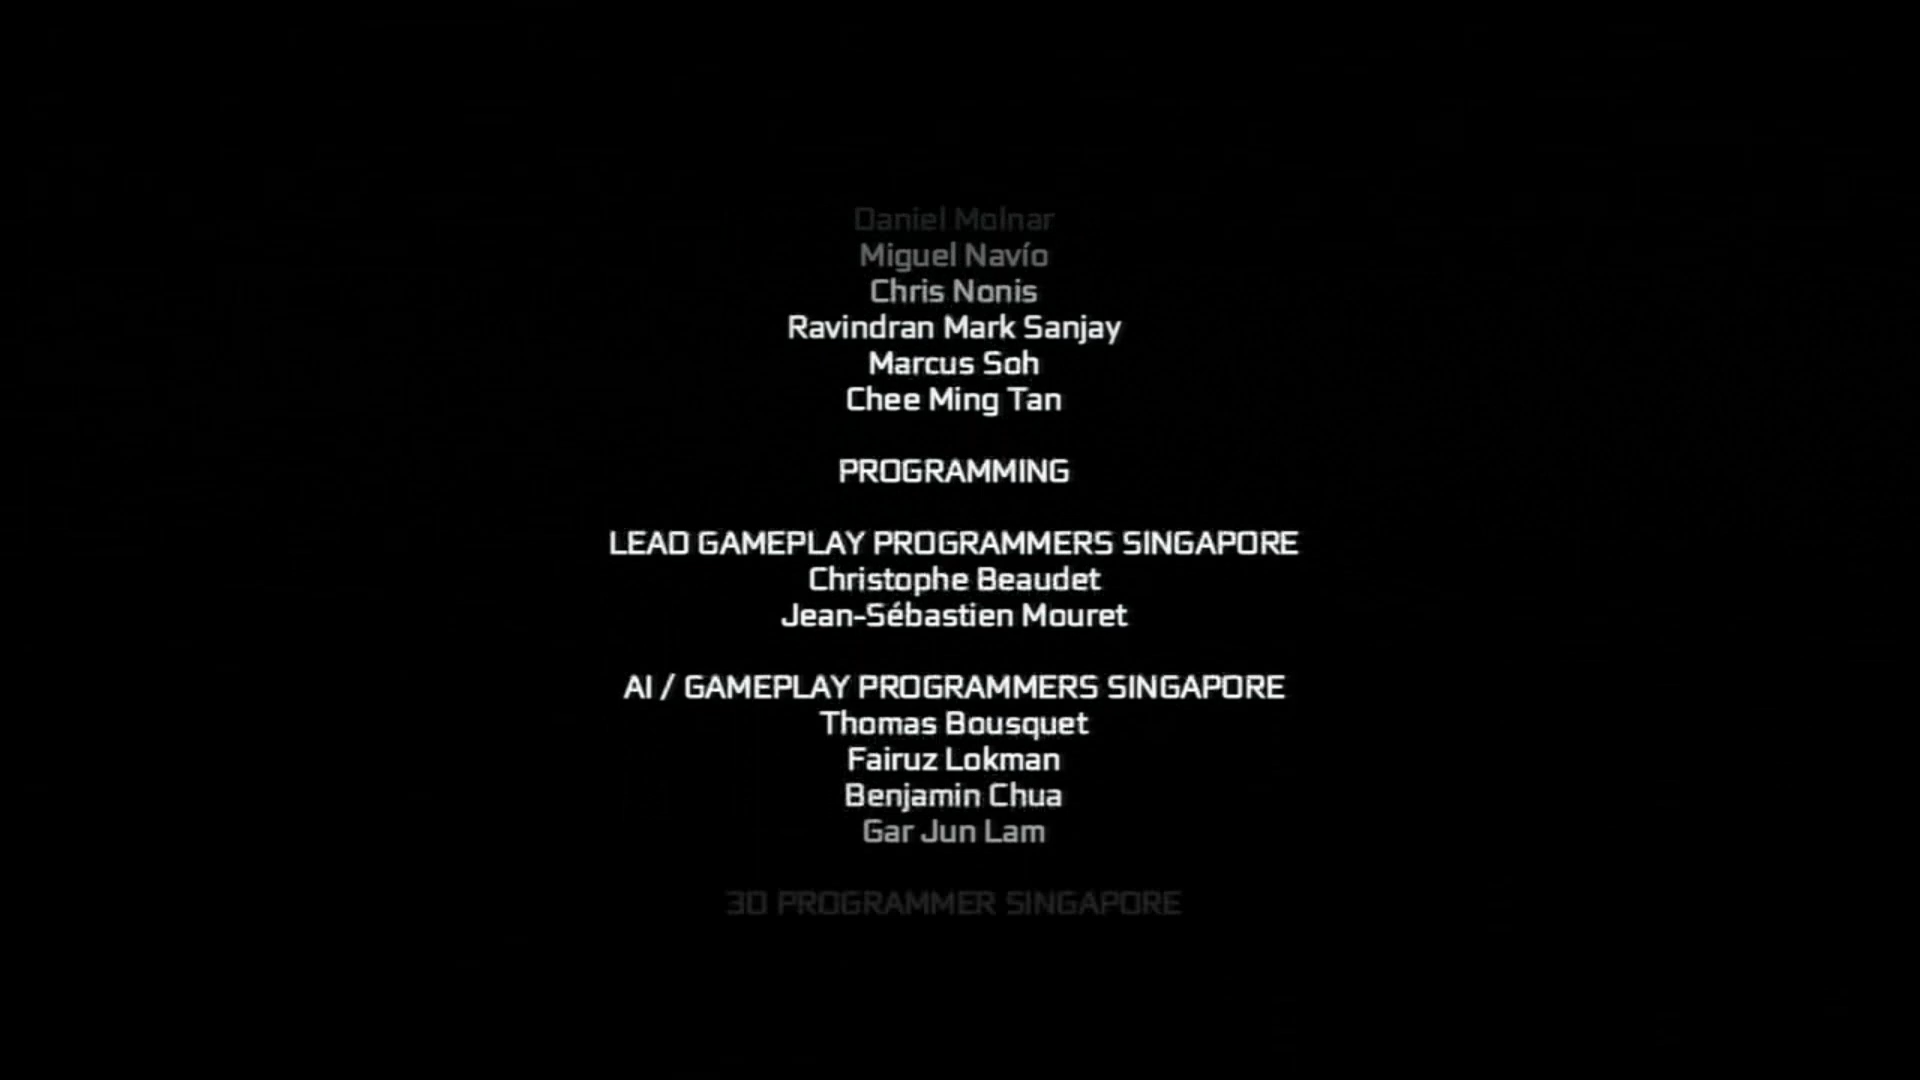 Daniel Molnar
Miguel Navío
Chris Nonis
Ravindran Mark Sanjay
Marcus Soh
Chee Ming Tan
PROGRAMMING
LEAD GAMEPLAY PROGRAMMERS SINGAPORE
Christophe Beaudet
Jean-Sébastien Mouret
AI / GAMEPLAY PROGRAMMERS SINGAPORE
Thomas Bousquet
Fairuz Lokman
Benjamin Chua
Gar Jun Lam
3D PROGRAMMER SINGAPORE